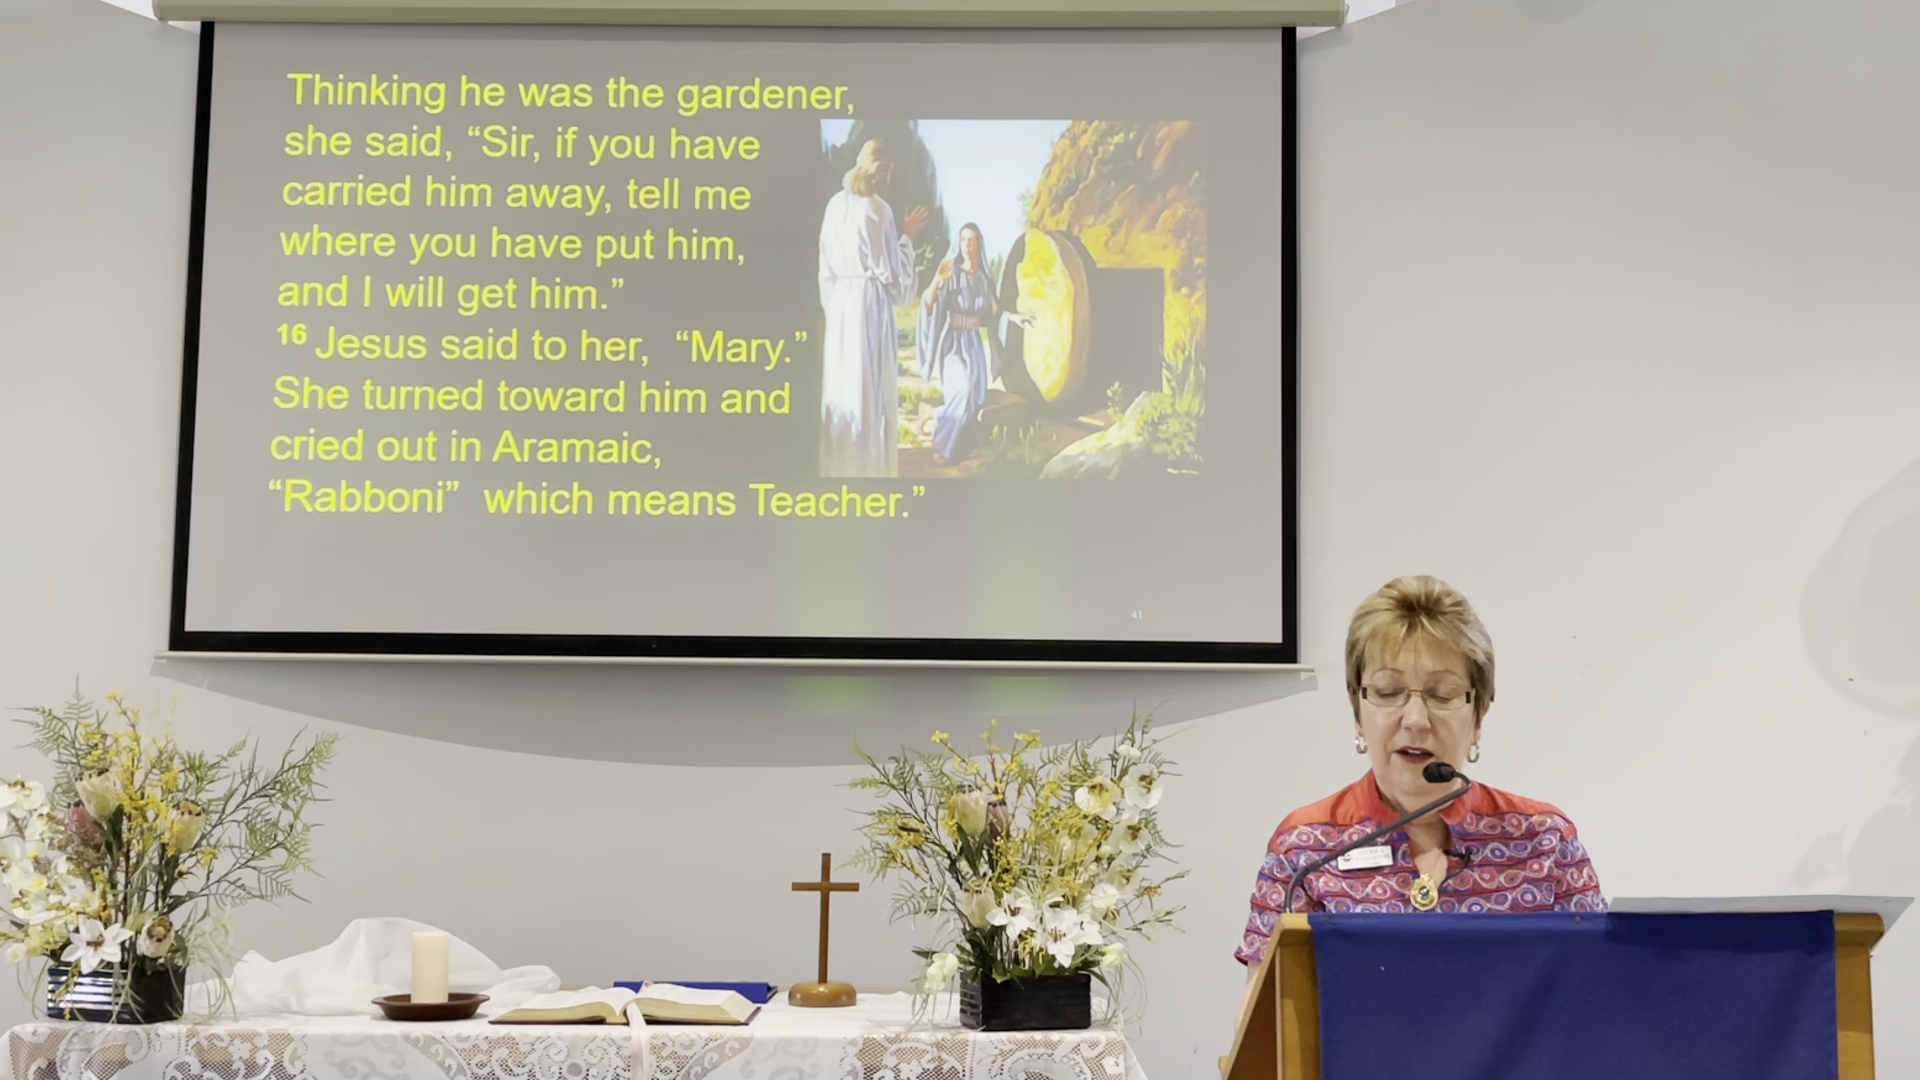 Thinking he was the gardener,
she said, “Sir, if you have
carried him away, tell me
where you have put him,
and I will get him.”
16 Jesus said to her, “Mary.”
She turned toward him and
cried out in Aramaic,
“Rabboni” which means Teacher.”
41